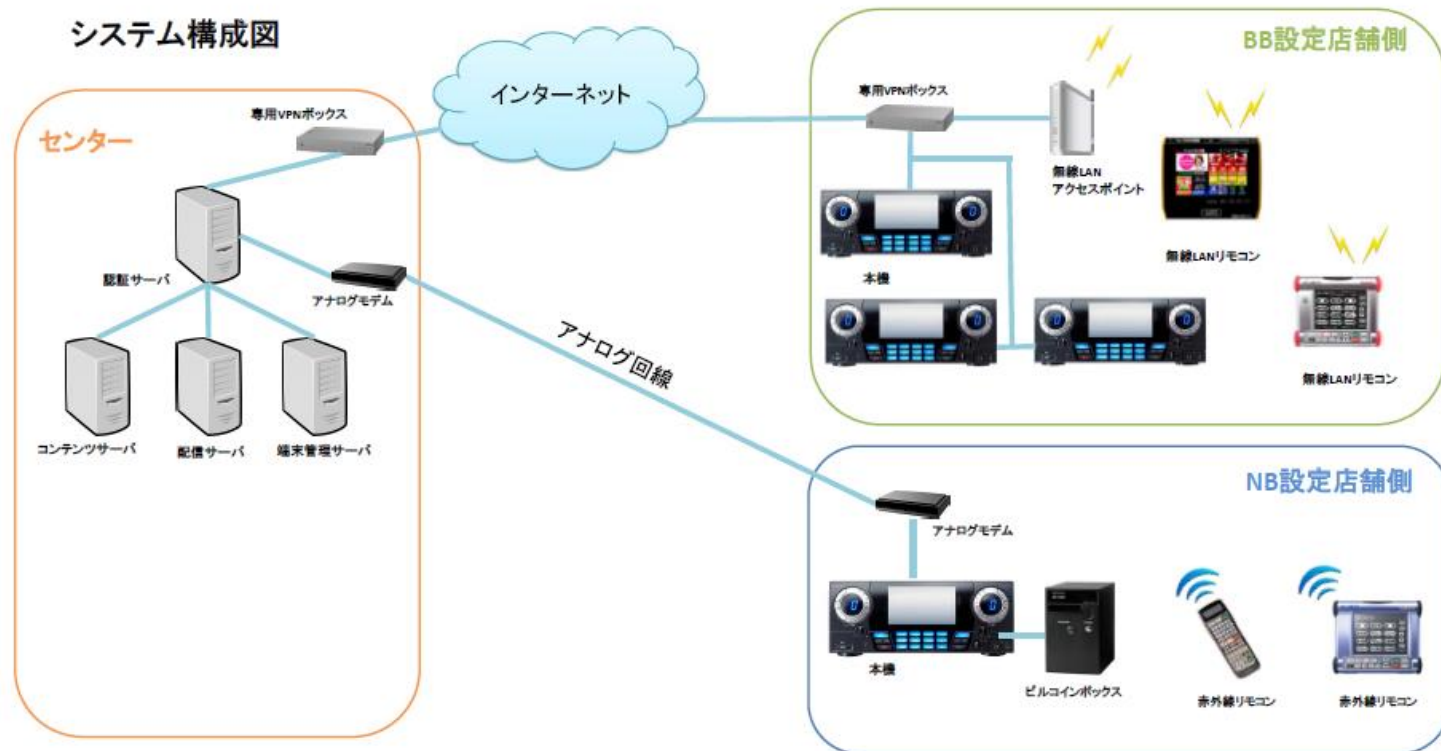 システム構成図
センター
専用VPNボックス
認証サーバ
アナログモデム
コンテンツサーバ
配信サーバ
端末管理サーバ
インターネット
アナログ回線
BB設定店舗側
専用VPNボックス
無線LAN
アクセスポイント
無線LANリモコン
本機
無線LANリモコン
NB設定店舗側
アナログモデム
本機
ビルコインボックス
赤外線リモコン
赤外線リモコン